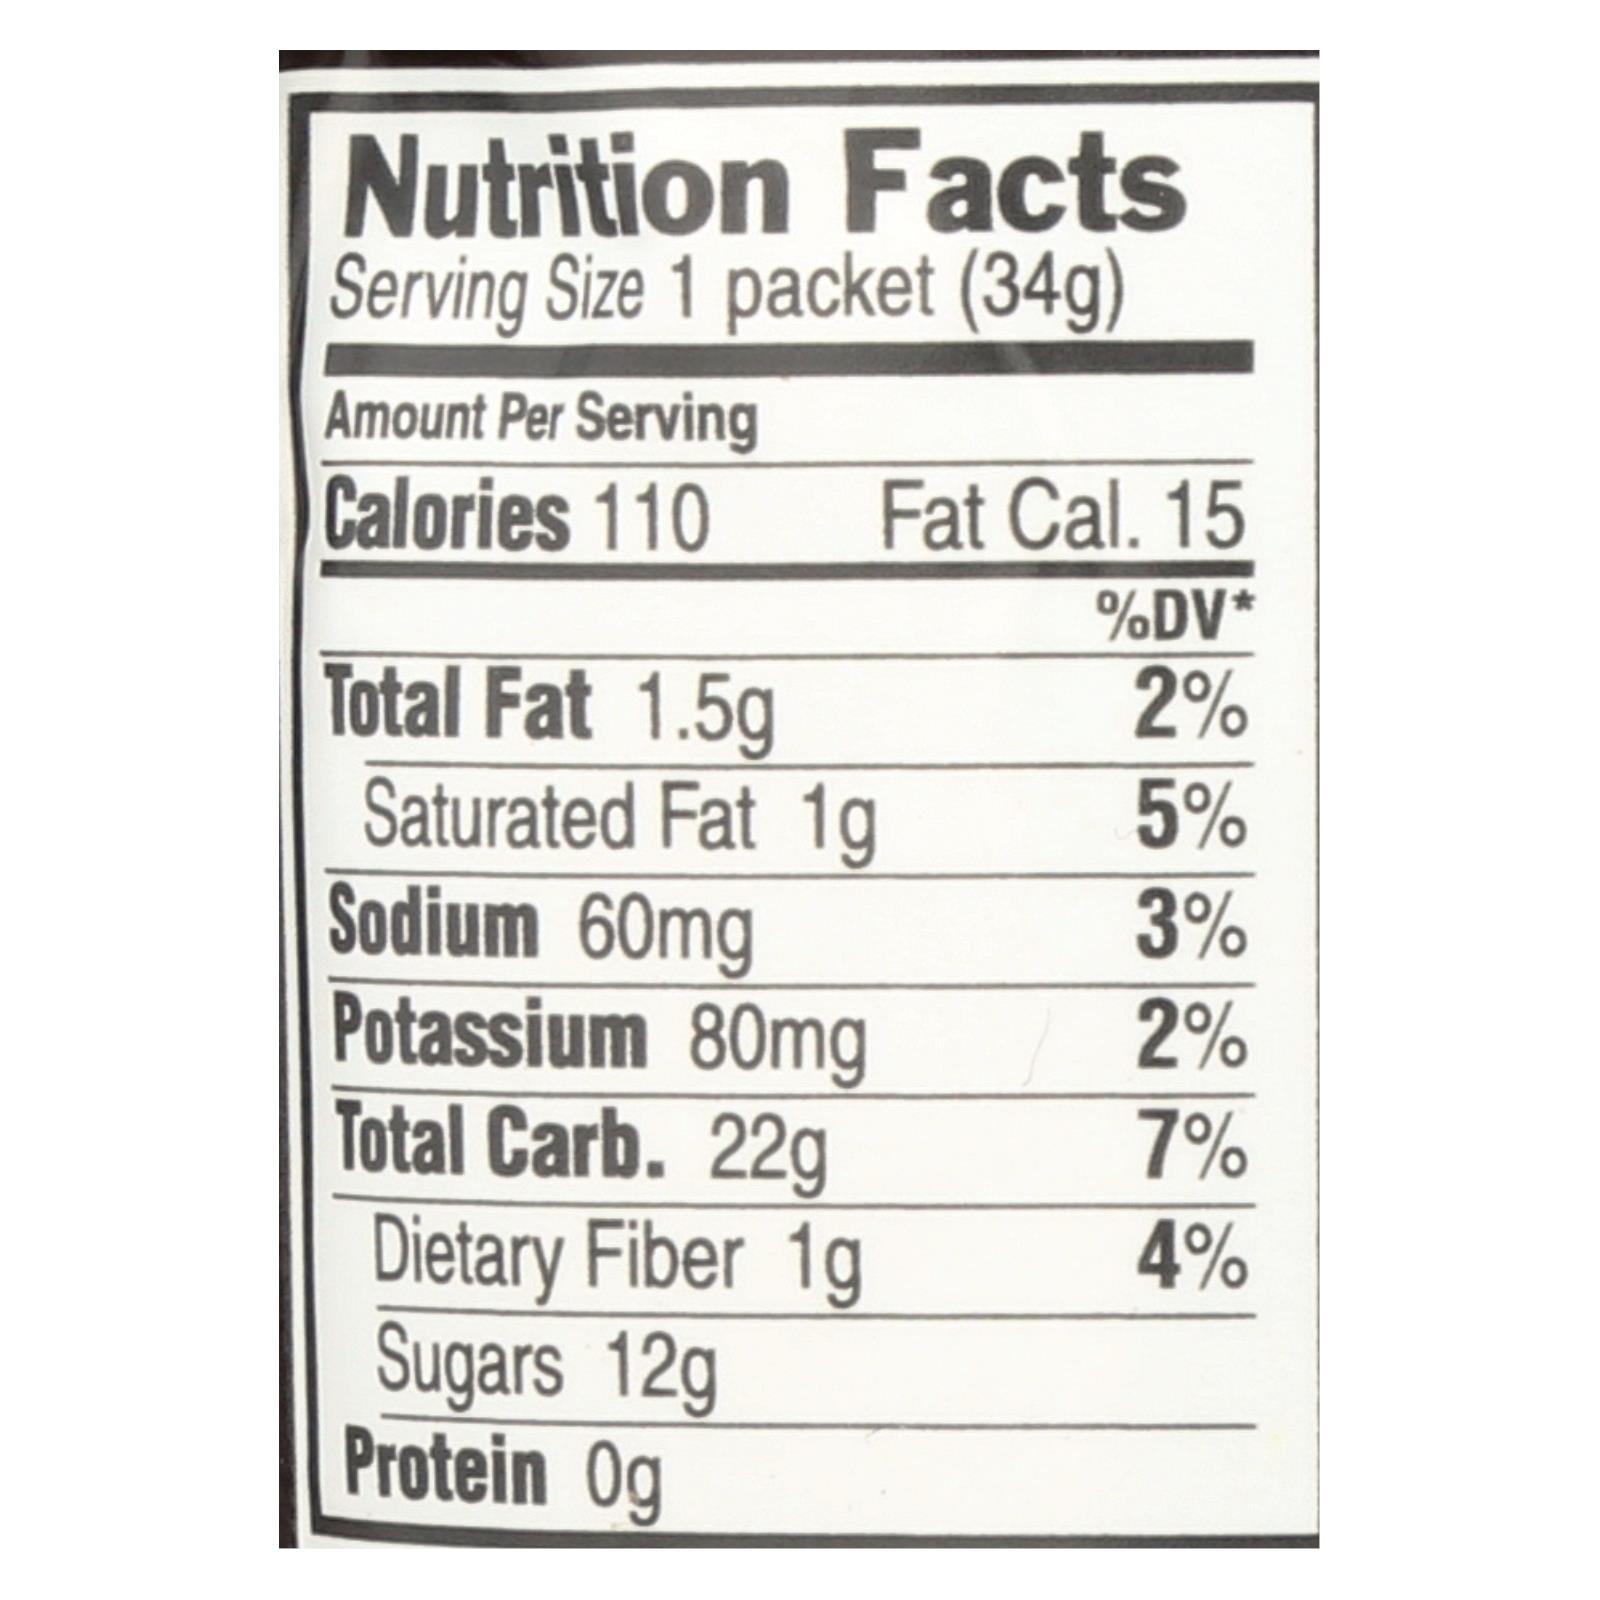 Nutrition Facts
Serving Size 1 packet (34g)
Amount Per Serving
Calories 110 Fat Cal. 15
%DV*
Total Fat 1.5g 2%
Saturated Fat 1g 5%
Sodium 60mg 3%
Potassium 80mg 2%
Total Carb. 22g 7%
Dietary Fiber 1g 4%
Sugars 12g
Protein 0g